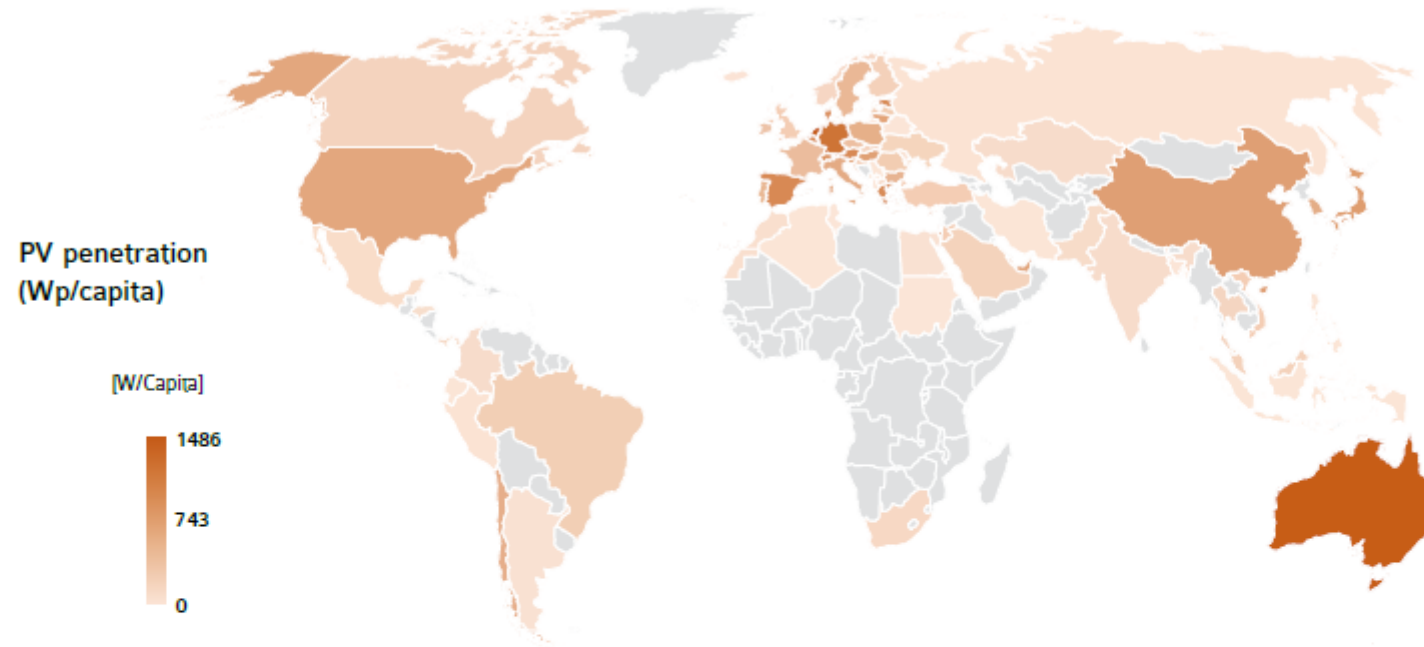 PV penetration
(Wp/capita)
[W/Capita]
1486
743
0